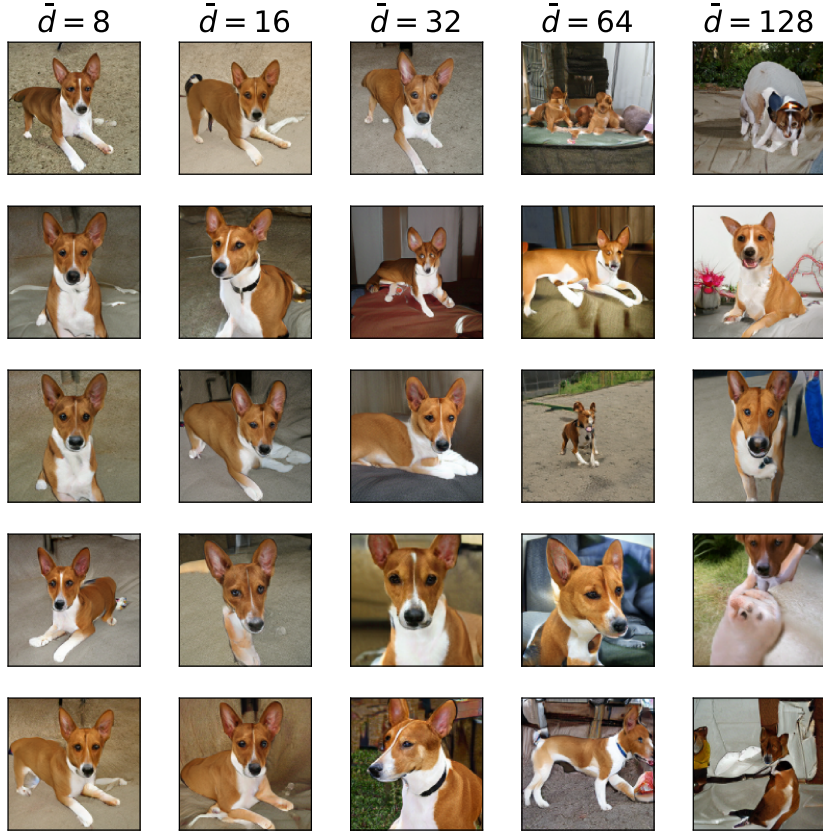 d̄ = 8 d̄ = 16 d̄ = 32 d̄ = 64 d̄ = 128